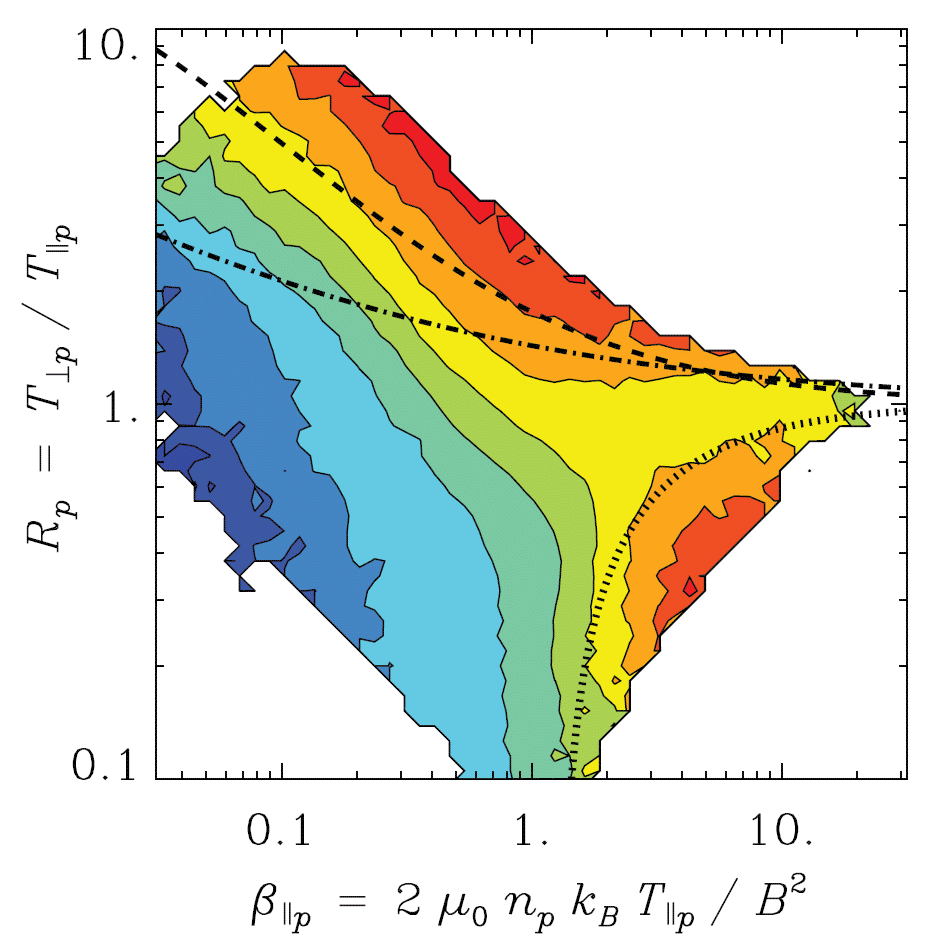 10.
1.
0.1
R_p = T_⊥p / T_∥p
0.1 1. 10.
β_∥p = 2 μ_0 n_p k_B T_∥p / B^2